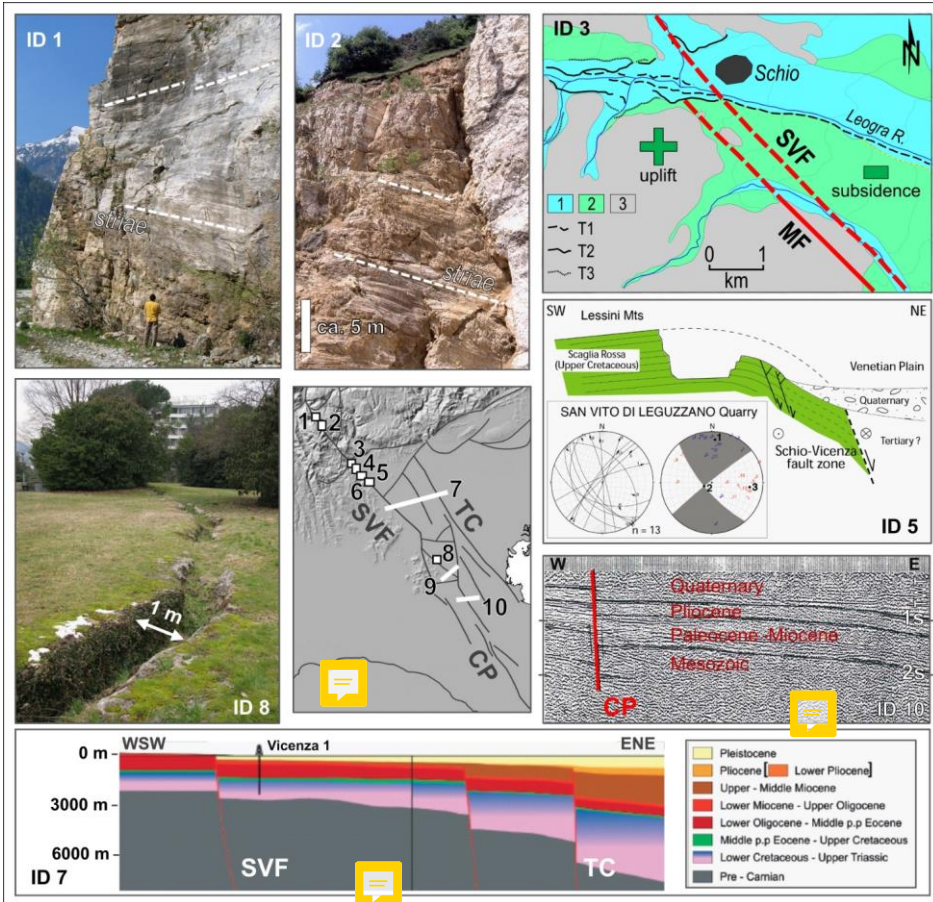 ID 1
striae
ID 2
striae
ca. 5 m
ID 3
N
Schio
Leogra R.
SVF
uplift
subsidence
MF
1 2 3
T1
T2
T3
0 1
km
SW
NE
Lessini Mts
Scaglia Rossa
(Upper Cretaceous)
Venetian Plain
Quaternary
SAN VITO DI LEGUZZANO Quarry
N
N
1
2
3
n = 13
Tertiary ?
Schio-Vicenza
fault zone
ID 5
1 m
ID 8
1
2
3
4
5
6
7
SVF
TC
8
9
10
CP
W
E
Quaternary
Pliocene
1s
Paleocene -Miocene
Mesozoic
2s
CP
ID 10
WSW
ENE
Vicenza 1
0 m
3000 m
6000 m
SVF
TC
ID 7
Pleistocene
Pliocene [ Lower Pliocene]
Upper - Middle Miocene
Lower Miocene - Upper Oligocene
Lower Oligocene - Middle p.p Eocene
Middle p.p Eocene - Upper Cretaceous
Lower Cretaceous - Upper Triassic
Pre - Carnian